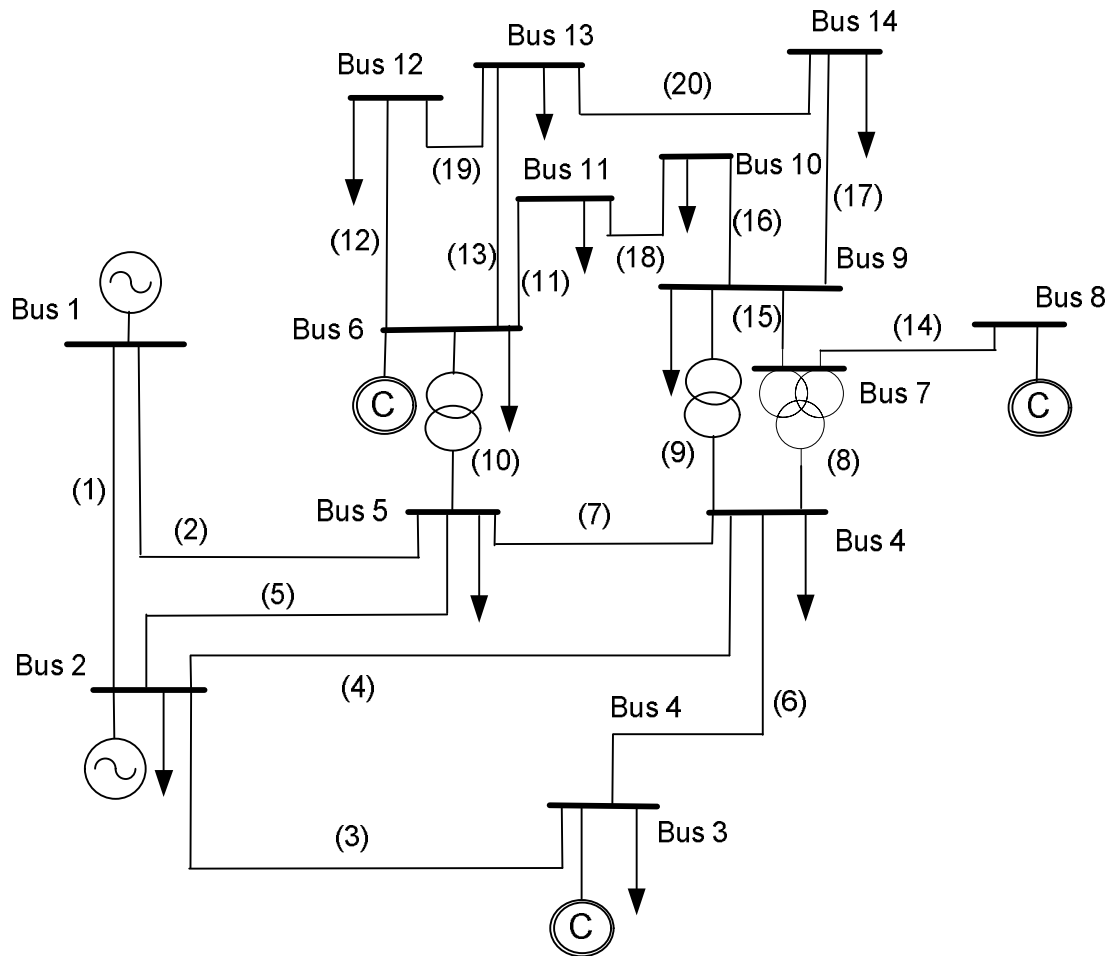 Bus 14
Bus 13
Bus 12
(20)
(19)
Bus 11
Bus 10
(12)
(13)
(11)
(18)
(16)
(17)
Bus 9
Bus 1
Bus 6
(15)
(14)
Bus 8
C
Bus 7
C
(10)
(9)
(8)
(1)
(2)
Bus 5
(7)
Bus 4
(5)
Bus 2
(4)
Bus 4
(6)
(3)
Bus 3
C